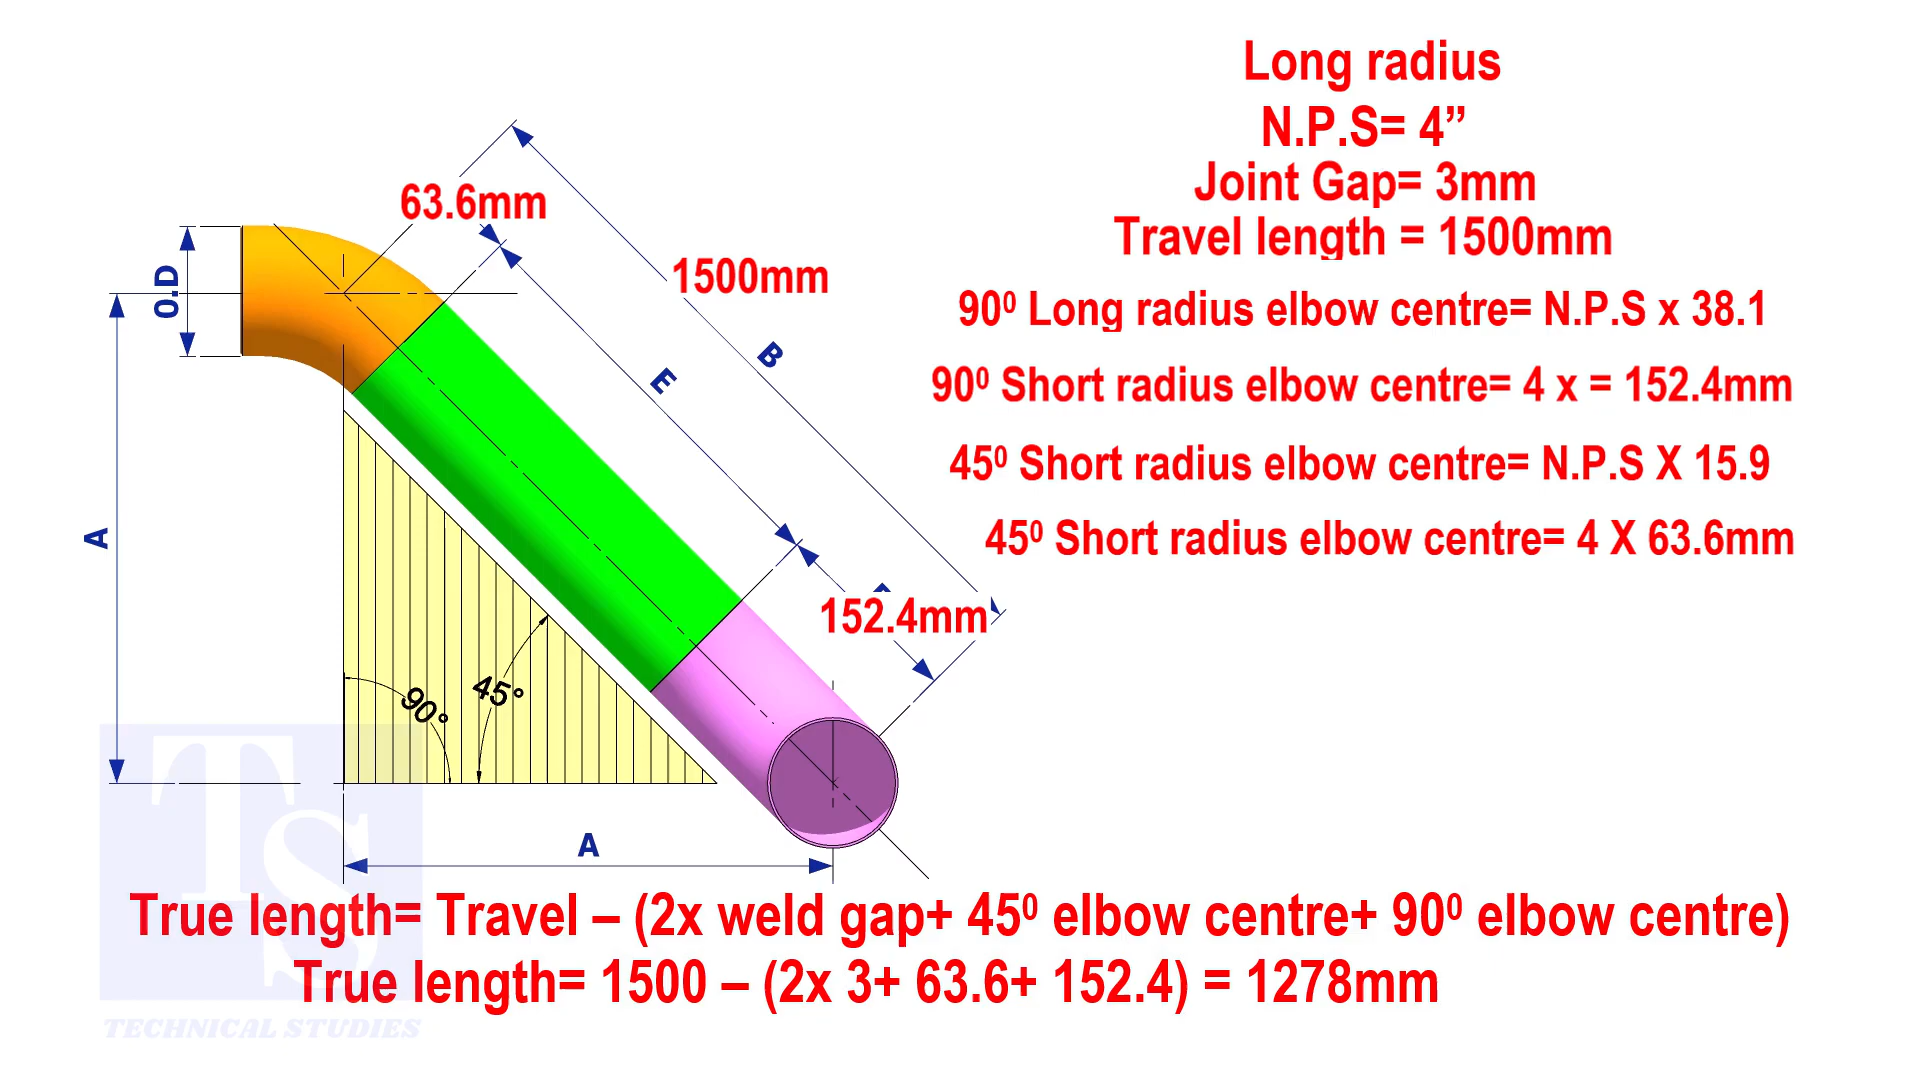 Long radius
N.P.S= 4”
Joint Gap= 3mm
Travel length = 1500mm
90⁰ Long radius elbow centre= N.P.S x 38.1
90⁰ Short radius elbow centre= 4 x = 152.4mm
45⁰ Short radius elbow centre= N.P.S X 15.9
45⁰ Short radius elbow centre= 4 X 63.6mm
63.6mm
1500mm
O.D
B
E
A
152.4mm
90°
45°
A
TS
TECHNICAL STUDIES
True length= Travel – (2x weld gap+ 45⁰ elbow centre+ 90⁰ elbow centre)
True length= 1500 – (2x 3+ 63.6+ 152.4) = 1278mm